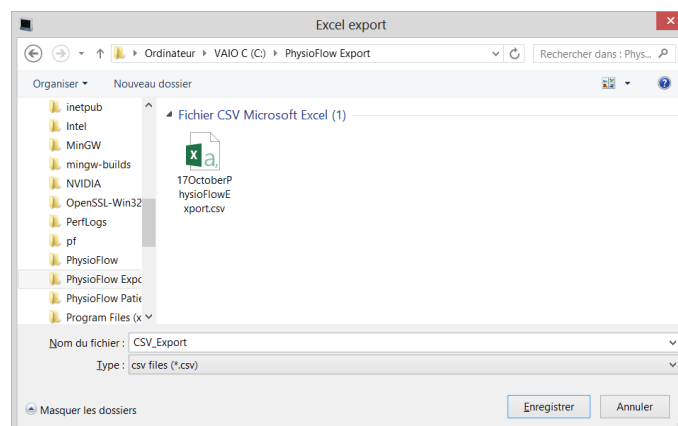 Excel export
Ordinateur VAIO C (C:) PhysioFlow Export
Rechercher dans : Phys...
Organiser Nouveau dossier
inetpub
Intel
MinGW
mingw-builds
NVIDIA
OpenSSL-Win32
PerfLogs
pf
PhysioFlow
PhysioFlow Expo
PhysioFlow Patie
Program Files (x
Fichier CSV Microsoft Excel (1)
17OctoberP
hysioFlowE
xport.csv
Nom du fichier : CSV_Export
Type : csv files (*.csv)
Masquer les dossiers
Enregistrer Annuler